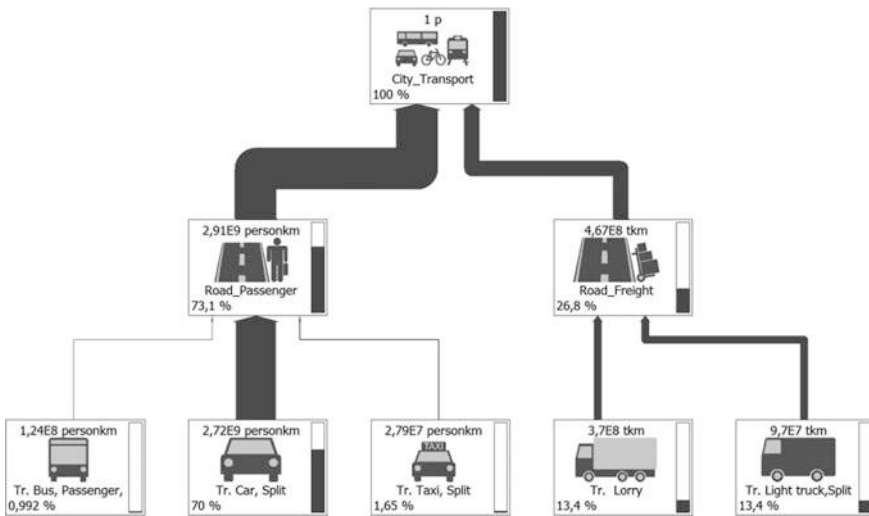 1 p
City_Transport
100 %
2,91E9 personkm
Road_Passenger
73,1 %
4,67E8 tkm
Road_Freight
26,8 %
1,24E8 personkm
Tr. Bus, Passenger,
0,992 %
2,72E9 personkm
Tr. Car, Split
70 %
2,79E7 personkm
TAXI
Tr. Taxi, Split
1,65 %
3,7E8 tkm
Tr. Lorry
13,4 %
9,7E7 tkm
Tr. Light truck,Split
13,4 %